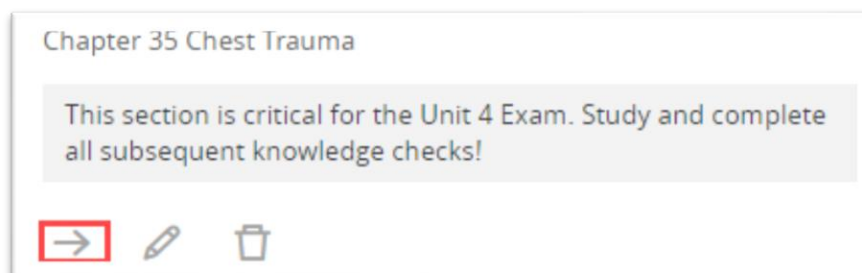 Chapter 35 Chest Trauma
This section is critical for the Unit 4 Exam. Study and complete
all subsequent knowledge checks!